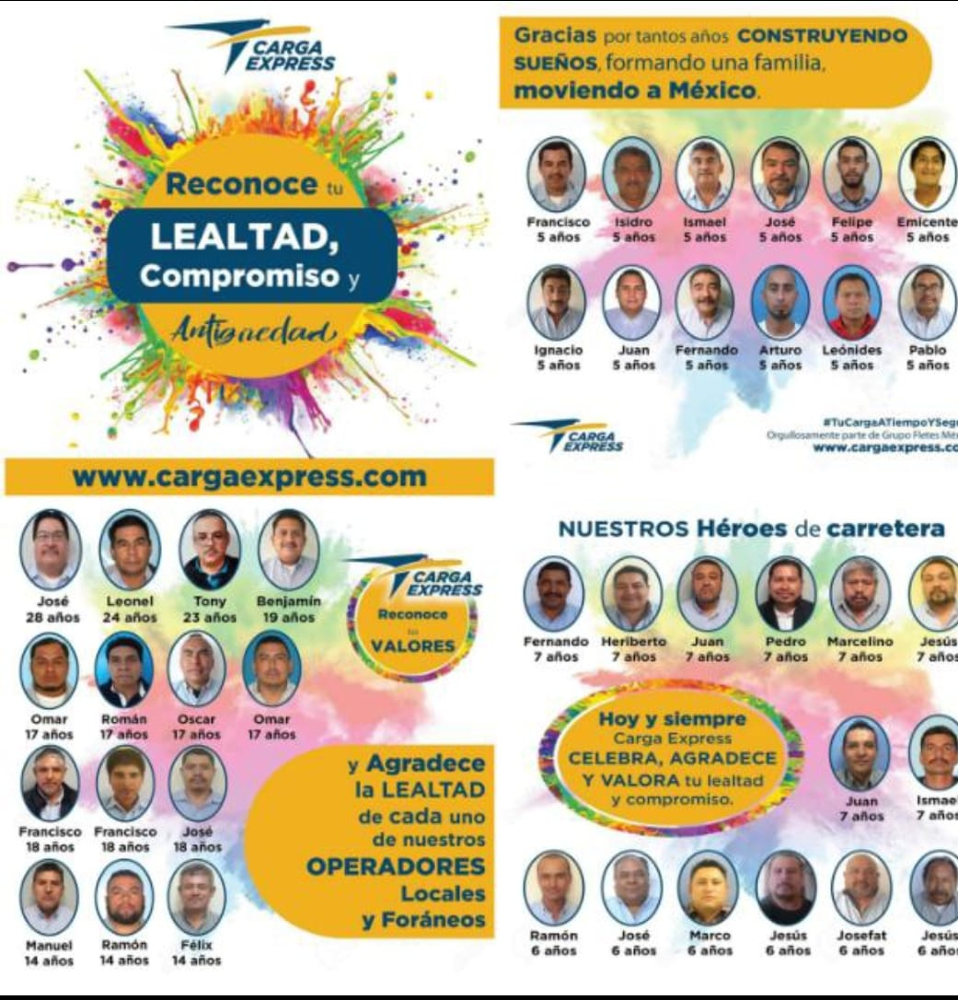 CARGA
EXPRESS
Reconoce tu
LEALTAD,
Compromiso y
Antigüedad
www.cargaexpress.com
Gracias por tantos años CONSTRUYENDO
SUEÑOS, formando una familia,
moviendo a México.
Francisco Isidro Ismael José Felipe Emicente
5 años 5 años 5 años 5 años 5 años 5 años
Ignacio Juan Fernando Arturo Leónides Pablo
5 años 5 años 5 años 5 años 5 años 5 años
CARGA
EXPRESS
#TuCargaATiempoYSegu
Orgullosamente parte de Grupo Fletes Méx
www.cargaexpress.co
José Leonel Tony Benjamín
28 años 24 años 23 años 19 años
CARGA
EXPRESS
Reconoce
VALORES
Omar Román Oscar Omar
17 años 17 años 17 años 17 años
Francisco Francisco José
18 años 18 años 18 años
Manuel Ramón Félix
14 años 14 años 14 años
y Agradece
la LEALTAD
de cada uno
de nuestros
OPERADORES
Locales
y Foráneos
NUESTROS Héroes de carretera
Fernando Heriberto Juan Pedro Marcelino Jesús
7 años 7 años 7 años 7 años 7 años 7 años
Hoy y siempre
Carga Express
CELEBRA, AGRADECE
Y VALORA tu lealtad
y compromiso.
Juan Ismael
7 años 7 años
Ramón José Marco Jesús Josefat Jesús
6 años 6 años 6 años 6 años 6 años 6 años